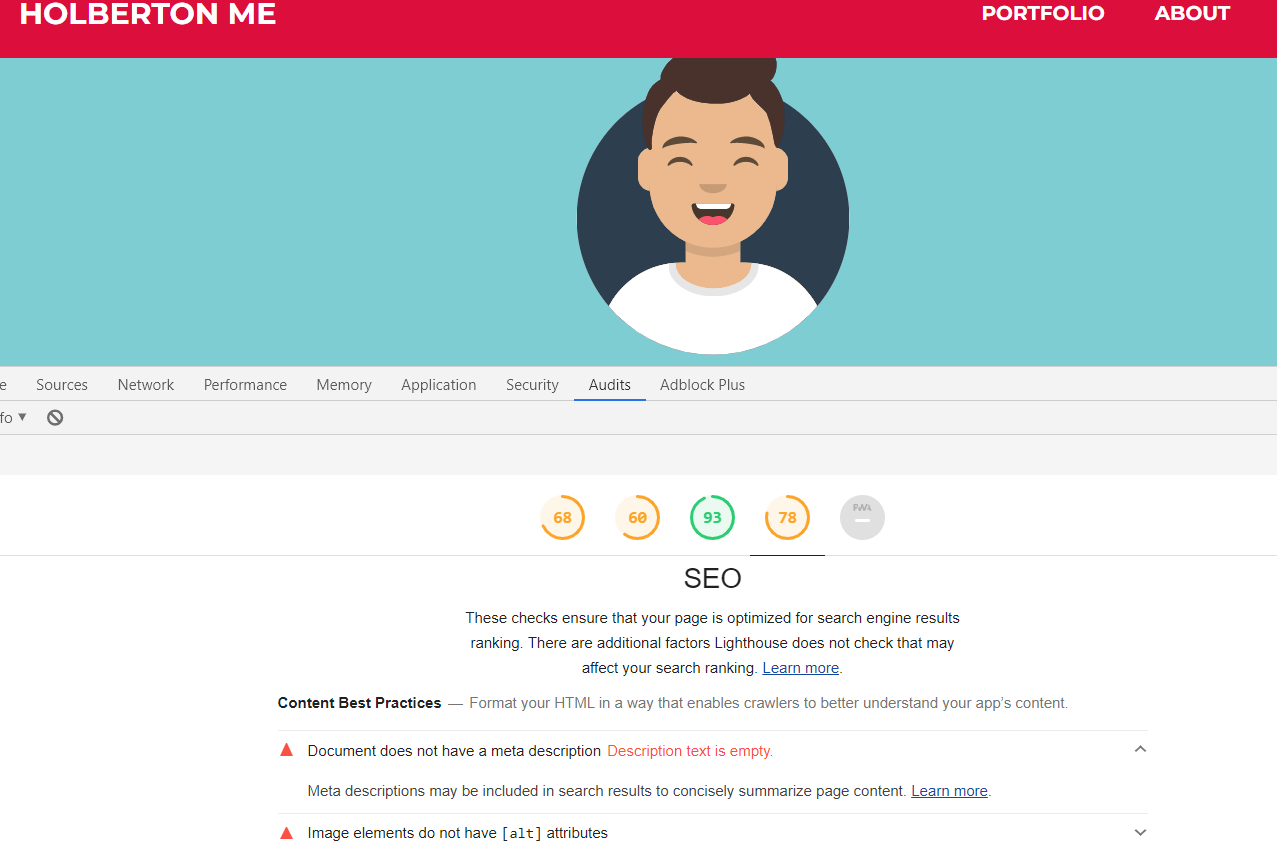 HOLBERTON ME PORTFOLIO ABOUT
e Sources Network Performance Memory Application Security Audits Adblock Plus
fo ▼
68 60 93 78 PWA
SEO
These checks ensure that your page is optimized for search engine results
ranking. There are additional factors Lighthouse does not check that may
affect your search ranking. Learn more.
Content Best Practices — Format your HTML in a way that enables crawlers to better understand your app's content.
Document does not have a meta description Description text is empty.
Meta descriptions may be included in search results to concisely summarize page content. Learn more.
Image elements do not have [alt] attributes